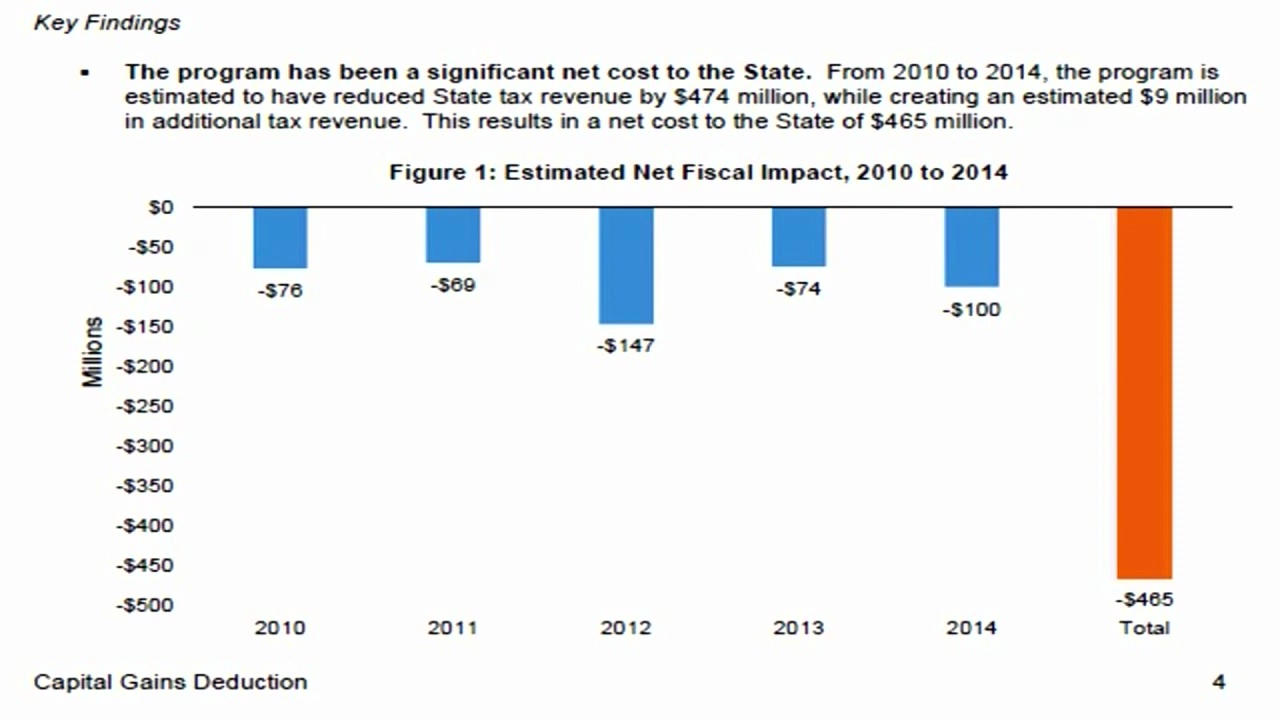 Key Findings
▪ The program has been a significant net cost to the State. From 2010 to 2014, the program is
estimated to have reduced State tax revenue by $474 million, while creating an estimated $9 million
in additional tax revenue. This results in a net cost to the State of $465 million.
Figure 1: Estimated Net Fiscal Impact, 2010 to 2014
$0
-$50
-$100
-$150
-$200
-$250
-$300
-$350
-$400
-$450
-$500
Millions
-$76
-$69
-$147
-$74
-$100
-$465
2010 2011 2012 2013 2014 Total
Capital Gains Deduction 4